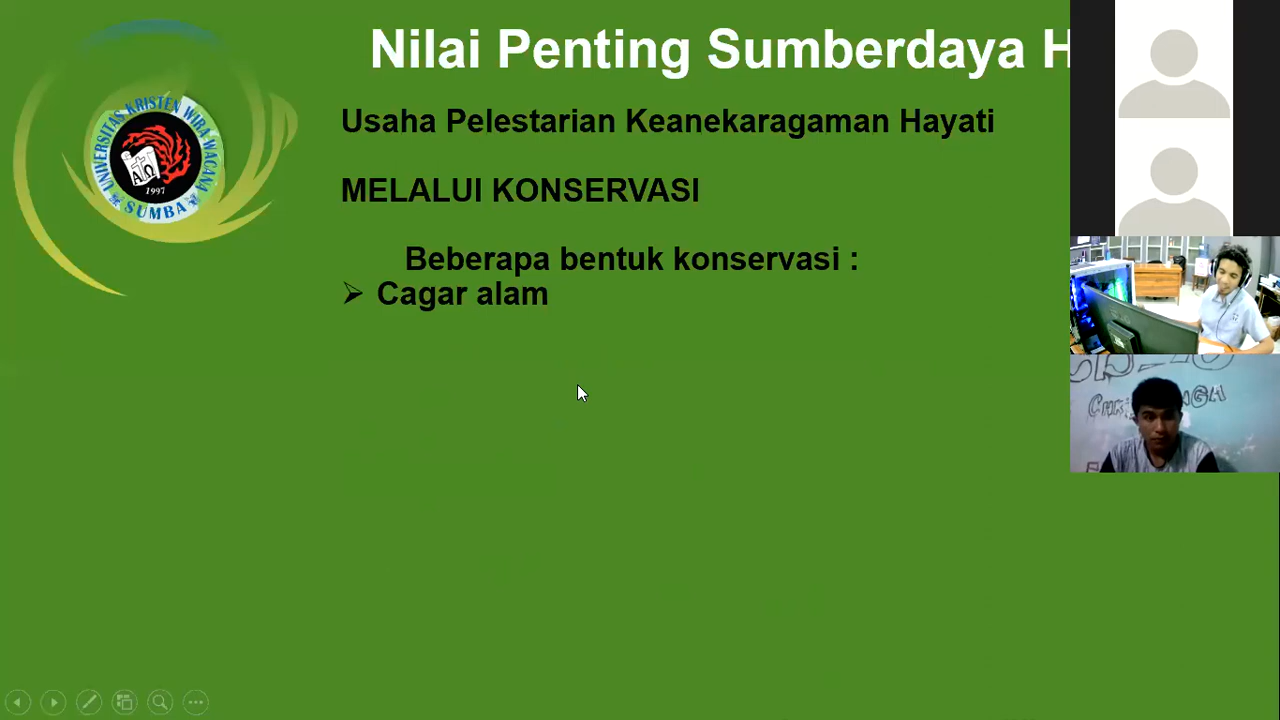 Nilai Penting Sumberdaya H
Usaha Pelestarian Keanekaragaman Hayati
MELALUI KONSERVASI
Beberapa bentuk konservasi :
Cagar alam
UNIVERSITAS KRISTEN WIRA WACANA
Α Ω
1997
SUMBA